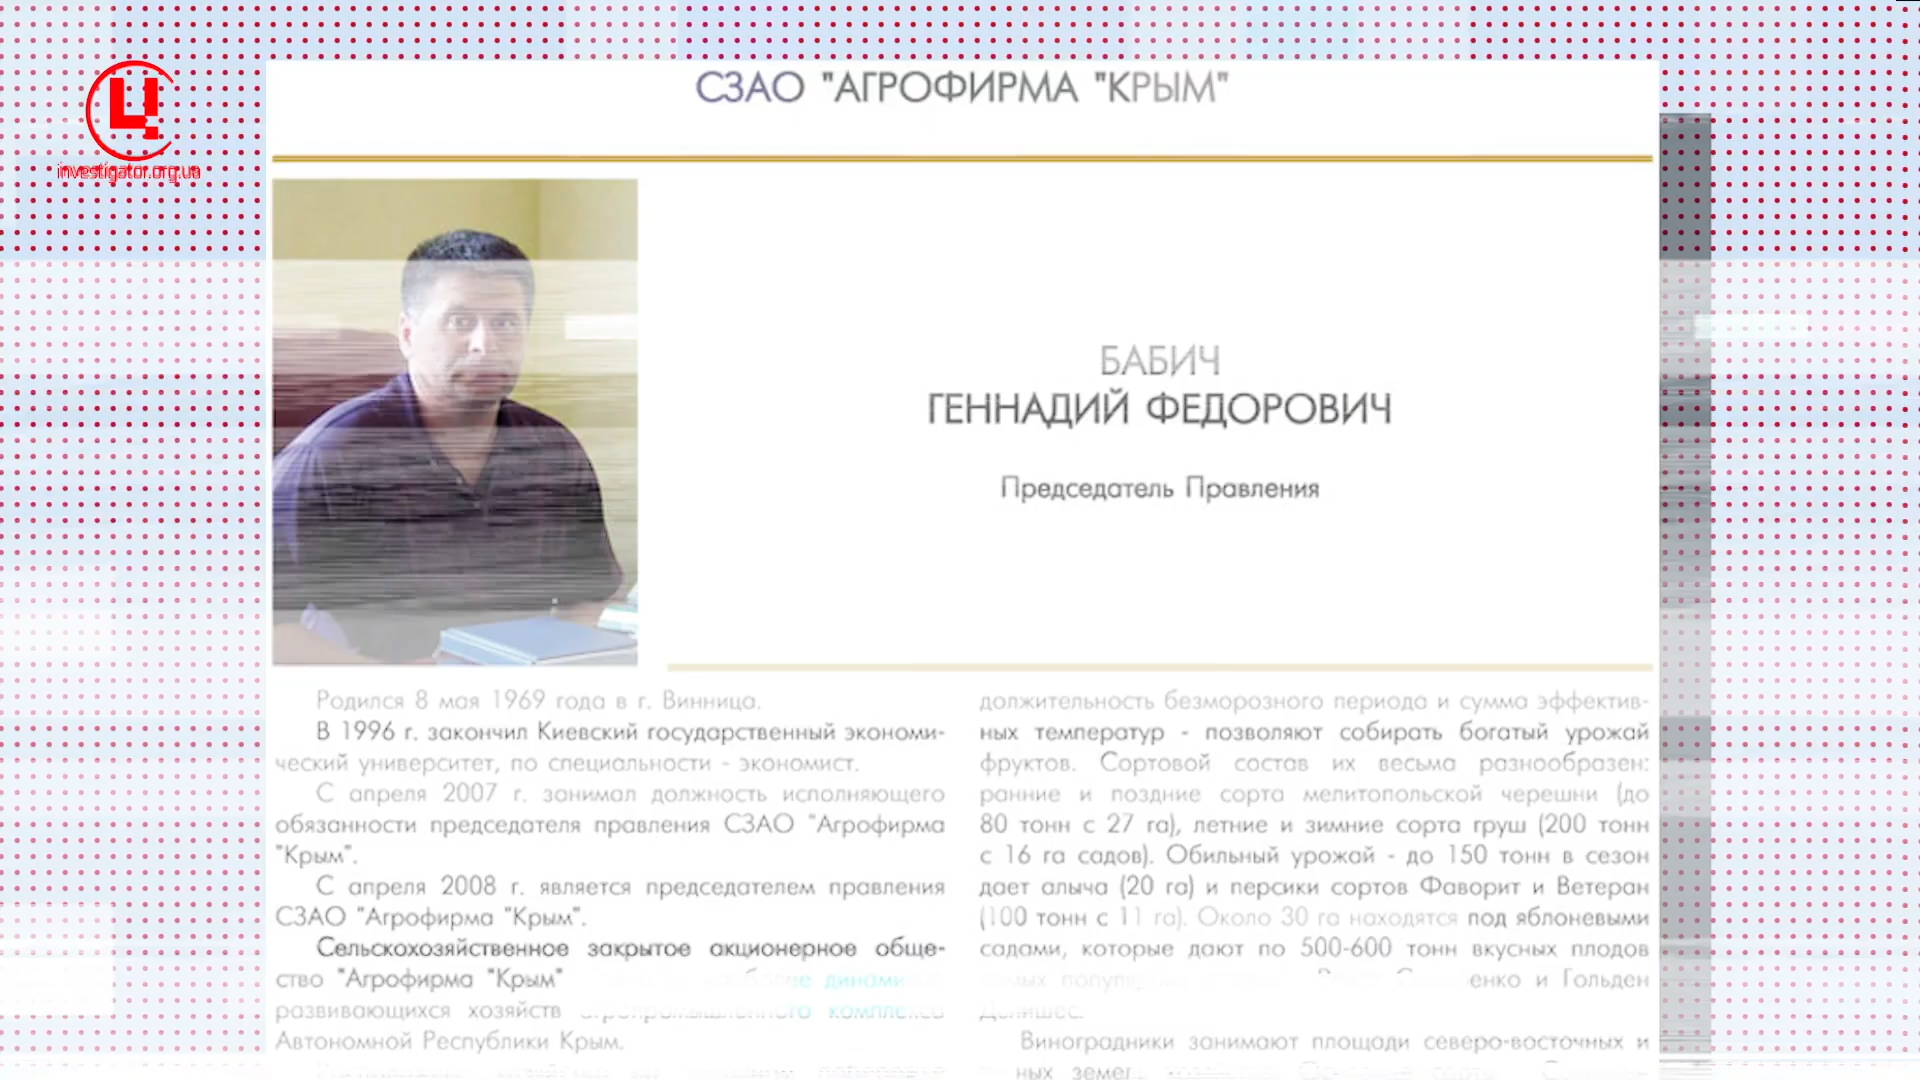 Ц
investigator.org.ua
СЗАО "АГРОФИРМА "КРЫМ"
БАБИЧ
ГЕННАДИЙ ФЕДОРОВИЧ
Председатель Правления
Родился 8 мая 1969 года в г. Винница.
В 1996 г. закончил Киевский государственный экономи-
ческий университет, по специальности - экономист.
С апреля 2007 г. занимал должность исполняющего
обязанности председателя правления СЗАО "Агрофирма
"Крым".
С апреля 2008 г. является председателем правления
СЗАО "Агрофирма "Крым".
Сельскохозяйственное закрытое акционерное обще-
ство "Агрофирма "Крым"
развивающихся хозяйств агропромышленного комплекса
Автономной Республики Крым.
должительность безморозного периода и сумма эффектив-
ных температур - позволяют собирать богатый урожай
фруктов. Сортовой состав их весьма разнообразен:
ранние и поздние сорта мелитопольской черешни (до
80 тонн с 27 га), летние и зимние сорта груш (200 тонн
с 16 га садов). Обильный урожай - до 150 тонн в сезон
дает алыча (20 га) и персики сортов Фаворит и Ветеран
(100 тонн с 11 га). Около 30 га находятся под яблоневыми
садами, которые дают по 500-600 тонн вкусных плодов
и Гольден
Делишес.
Виноградники занимают площади северо-восточных и